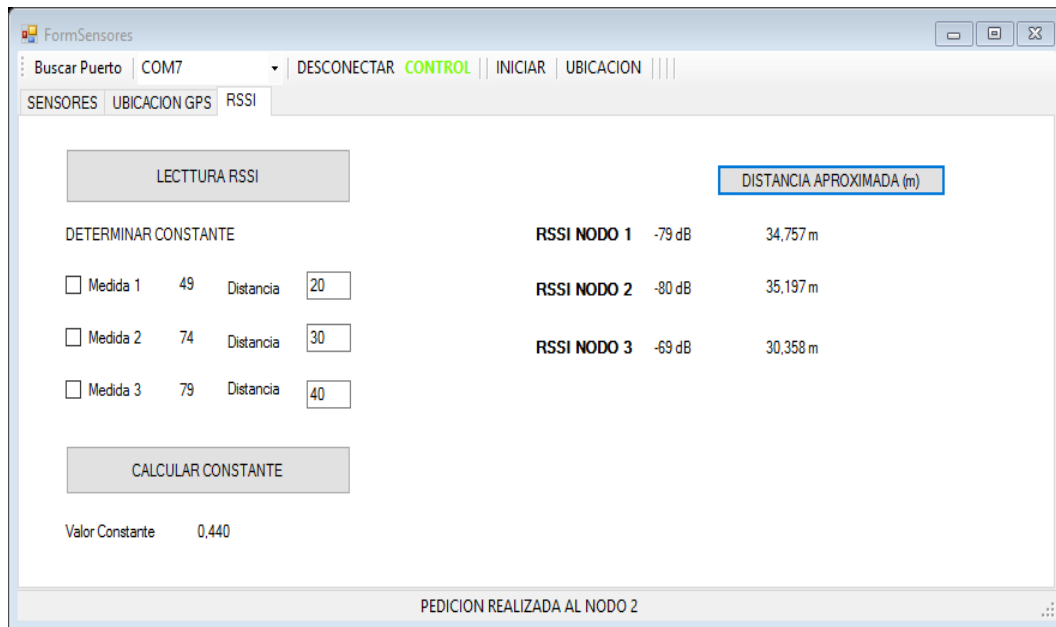 FormSensores
Buscar Puerto COM7 DESCONECTAR CONTROL INICIAR UBICACION
SENSORES UBICACION GPS RSSI
LECTTURA RSSI
DISTANCIA APROXIMADA (m)
DETERMINAR CONSTANTE
RSSI NODO 1 -79 dB 34,757 m
Medida 1 49 Distancia 20
RSSI NODO 2 -80 dB 35,197 m
Medida 2 74 Distancia 30
RSSI NODO 3 -69 dB 30,358 m
Medida 3 79 Distancia 40
CALCULAR CONSTANTE
Valor Constante 0,440
PEDICION REALIZADA AL NODO 2